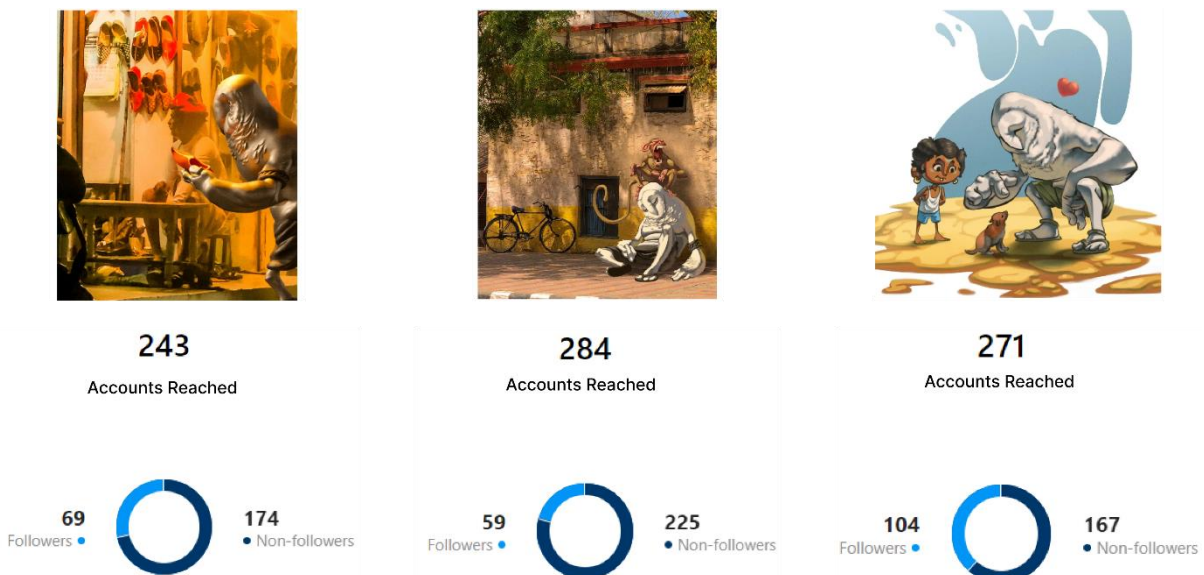 243
Accounts Reached
69
Followers
174
Non-followers
284
Accounts Reached
59
Followers
225
Non-followers
271
Accounts Reached
104
Followers
167
Non-followers